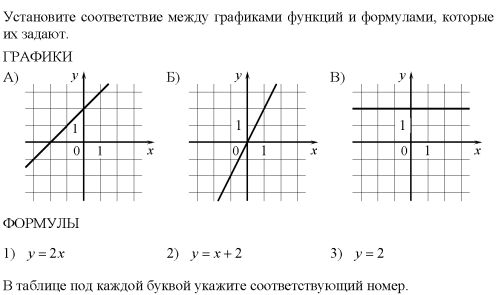 Установите соответствие между графиками функций и формулами, которые
их задают.
ГРАФИКИ
А) Б) В)
y y y
1 1 1
0 1 x 0 1 x 0 1 x
ФОРМУЛЫ
1) y = 2x 2) y = x + 2 3) y = 2
В таблице под каждой буквой укажите соответствующий номер.